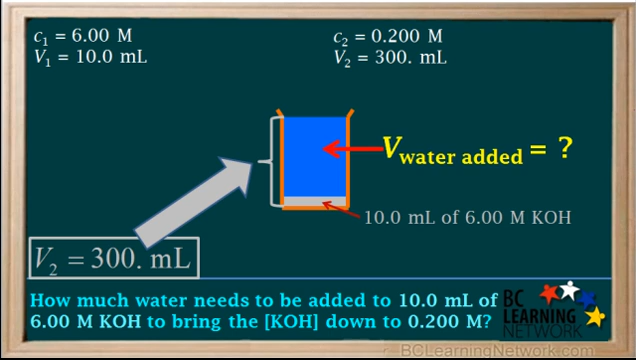 c₁ = 6.00 M
V₁ = 10.0 mL
c₂ = 0.200 M
V₂ = 300. mL
V water added = ?
10.0 mL of 6.00 M KOH
V₂ = 300. mL
How much water needs to be added to 10.0 mL of
6.00 M KOH to bring the [KOH] down to 0.200 M?
BC
LEARNING
NETWORK
BCLearningNetwork.com